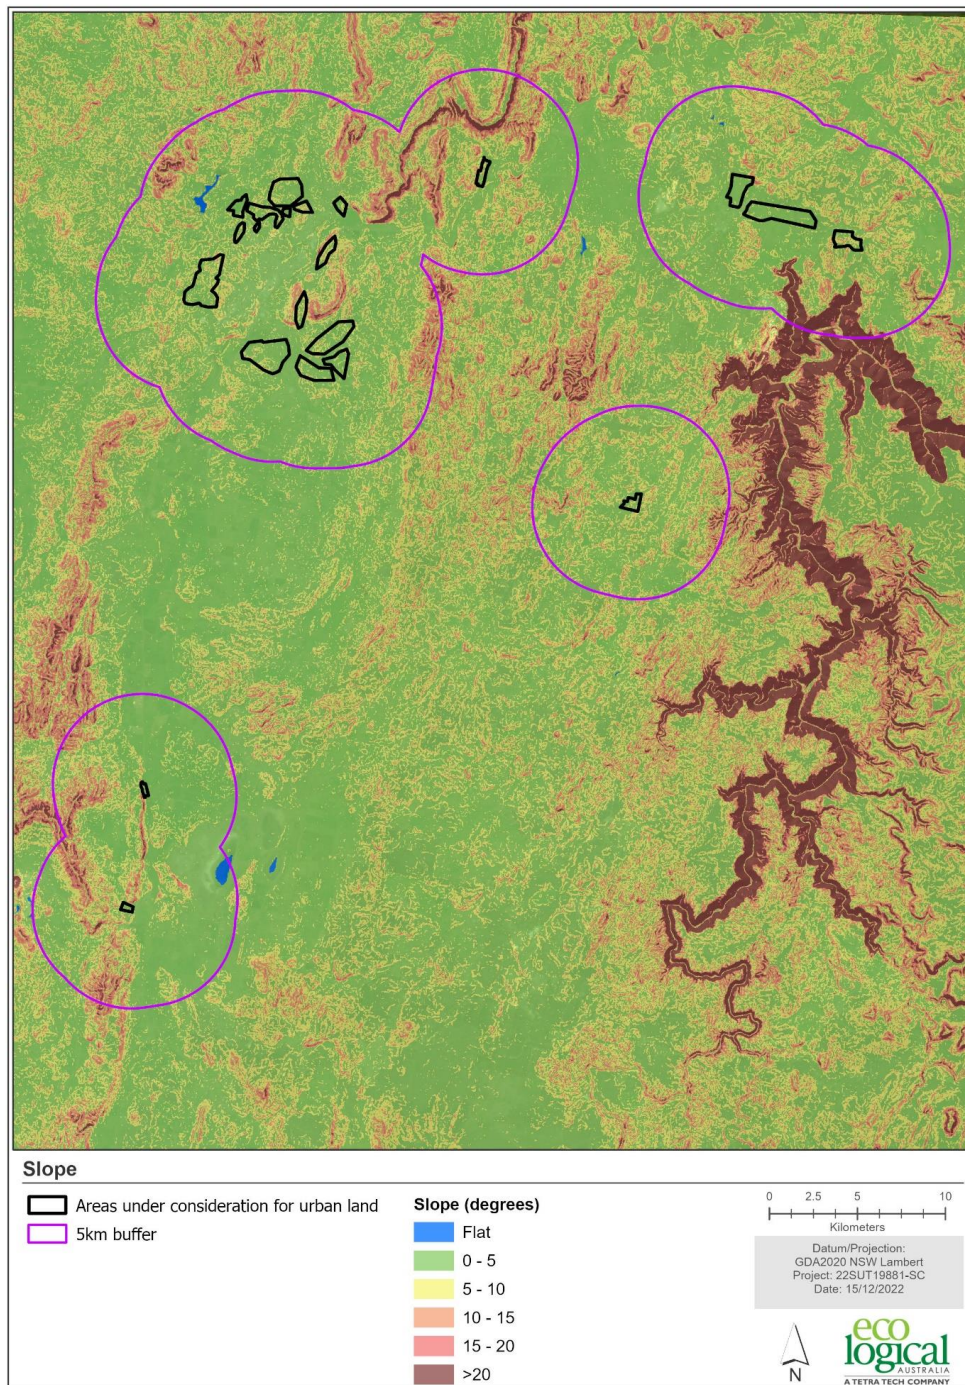 Slope
Areas under consideration for urban land
5km buffer
Slope (degrees)
Flat
0 - 5
5 - 10
10 - 15
15 - 20
>20
0 2.5 5 10
Kilometers
Datum/Projection:
GDA2020 NSW Lambert
Project: 22SUT19881-SC
Date: 15/12/2022
N
eco
logical
AUSTRALIA
A TETRA TECH COMPANY